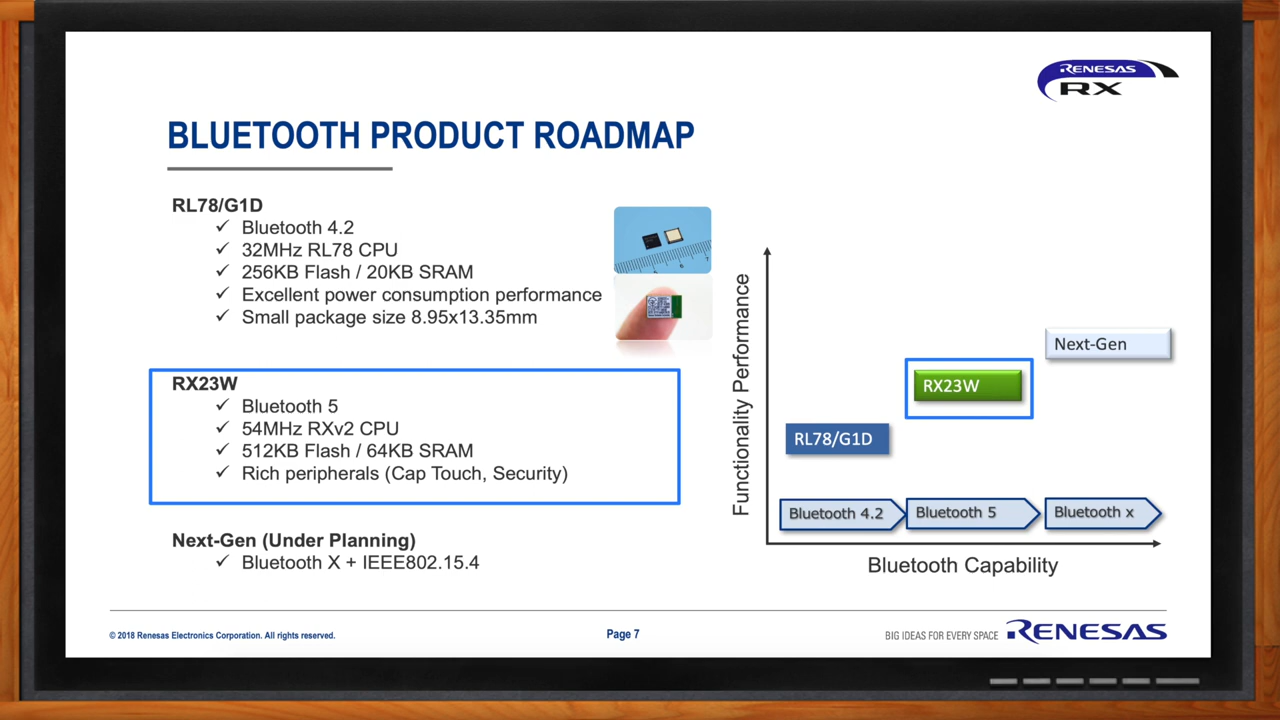 RENESAS
RX
BLUETOOTH PRODUCT ROADMAP
RL78/G1D
✓ Bluetooth 4.2
✓ 32MHz RL78 CPU
✓ 256KB Flash / 20KB SRAM
✓ Excellent power consumption performance
✓ Small package size 8.95x13.35mm
RX23W
✓ Bluetooth 5
✓ 54MHz RXv2 CPU
✓ 512KB Flash / 64KB SRAM
✓ Rich peripherals (Cap Touch, Security)
Next-Gen (Under Planning)
✓ Bluetooth X + IEEE802.15.4
Functionality Performance
Next-Gen
RX23W
RL78/G1D
Bluetooth 4.2
Bluetooth 5
Bluetooth x
Bluetooth Capability
© 2018 Renesas Electronics Corporation. All rights reserved.
Page 7
BIG IDEAS FOR EVERY SPACE
RENESAS